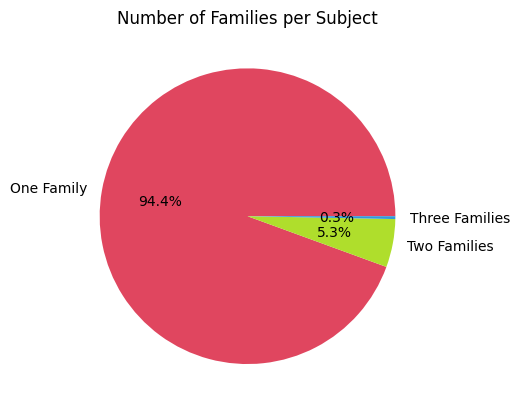 Number of Families per Subject
One Family
94.4%
0.3%
Three Families
5.3%
Two Families